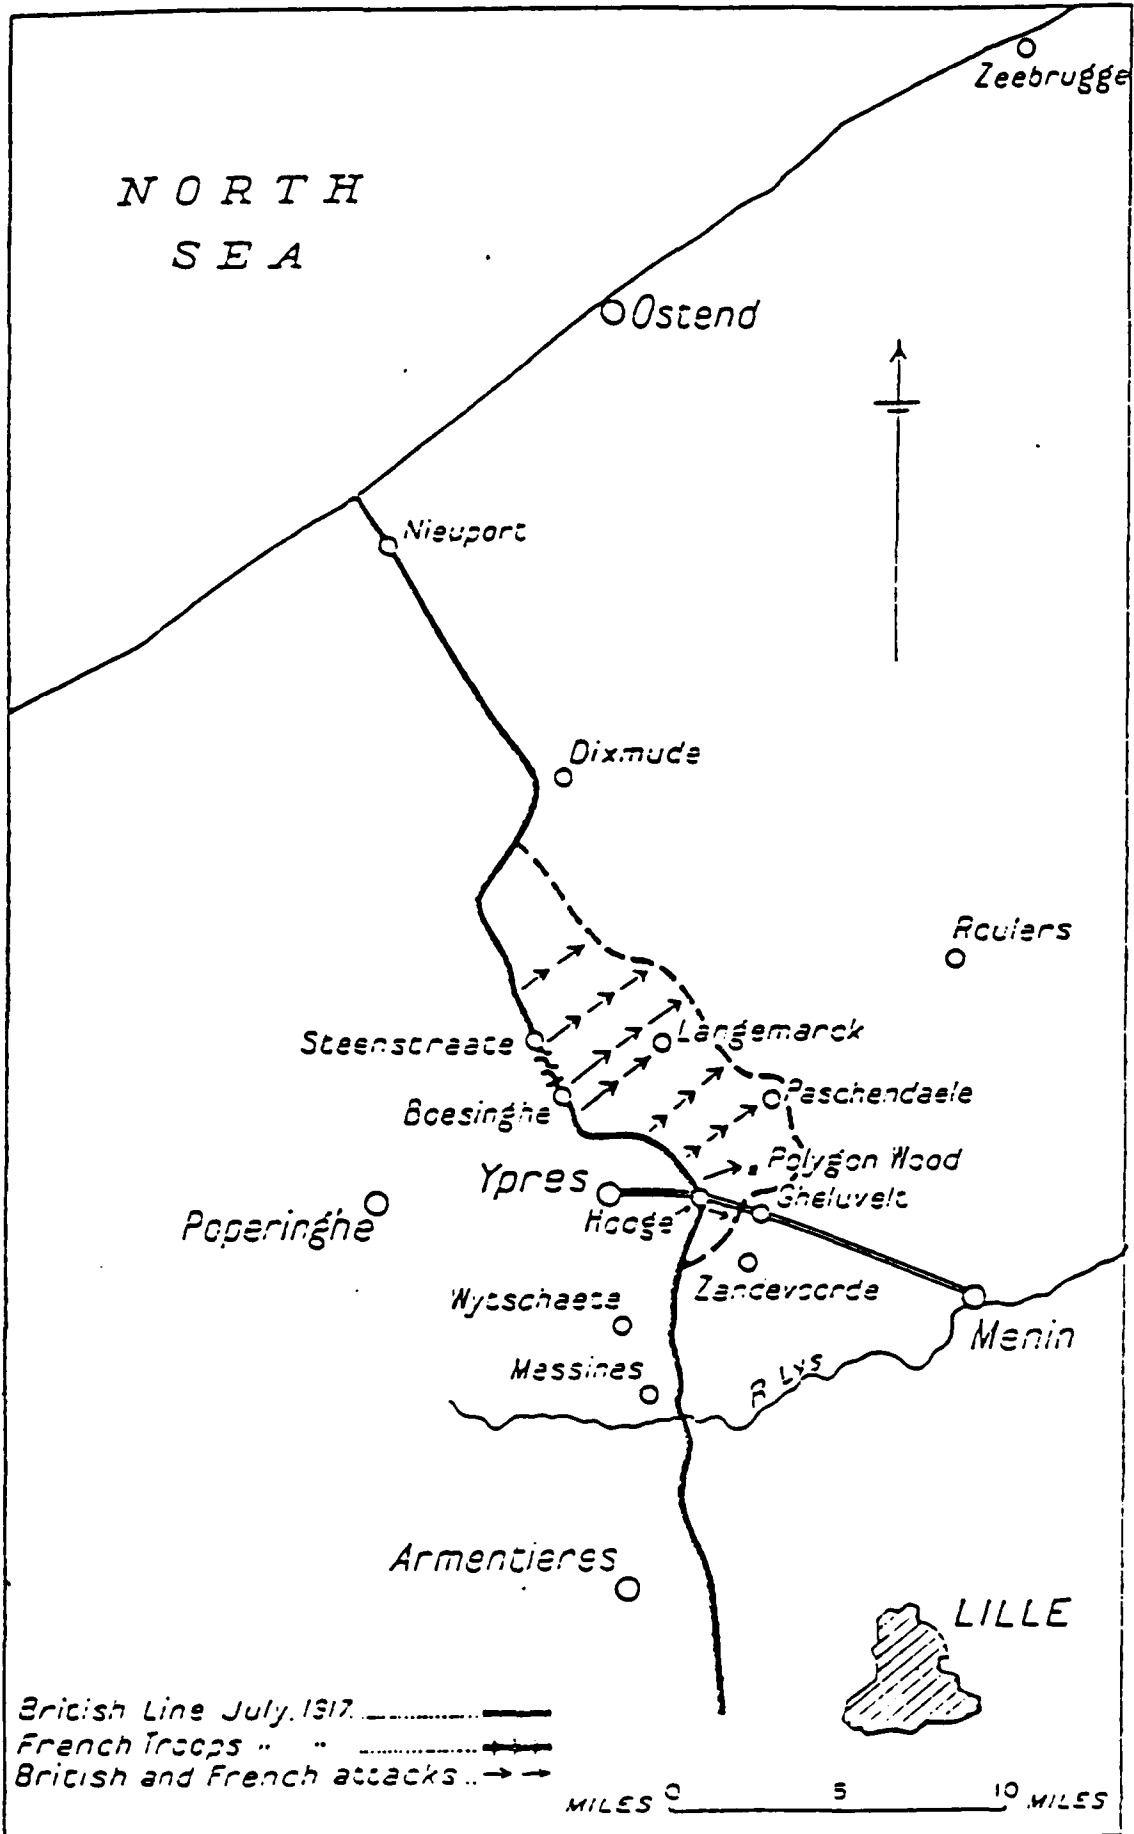 Zeebrugge
NORTH
SEA
Ostend
Nieuport
Dixmude
Roulers
Steenstraate
Langemarck
Boesinghe
Paschendaele
Ypres
Polygon Wood
Poperinghe
Hooge
Gheluvelt
Wytschaete
Zandevoorde
Menin
Messines
R LYS
Armentieres
LILLE
British Line July. 1917
French Troops " "
British and French attacks
MILES 0 5 10 MILES